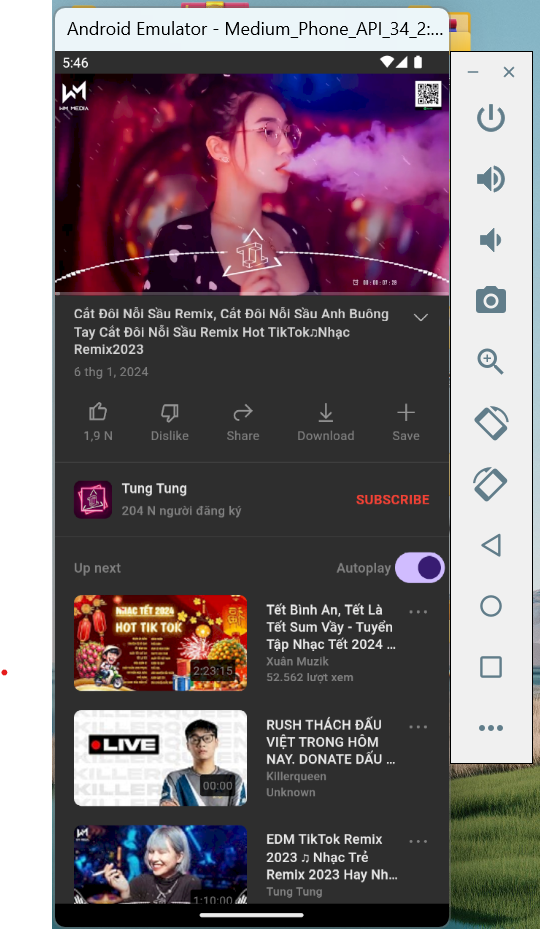 Android Emulator - Medium_Phone_API_34_2:...
5:46
WM MEDIA
Cắt Đôi Nỗi Sầu Remix, Cắt Đôi Nỗi Sầu Anh Buông
Tay Cắt Đôi Nỗi Sầu Remix Hot TikTok♫Nhạc
Remix2023
6 thg 1, 2024
1,9 N
Dislike
Share
Download
Save
Tung Tung
204 N người đăng ký
SUBSCRIBE
Up next
Autoplay
NHẠC TẾT 2024
HOT TIK TOK
2:23:15
Tết Bình An, Tết Là
Tết Sum Vầy - Tuyển
Tập Nhạc Tết 2024 ...
Xuân Muzik
52.562 lượt xem
KILLERQUEEN
LIVE
00:00
RUSH THÁCH ĐẤU
VIỆT TRONG HÔM
NAY. DONATE DẤU ...
Killerqueen
Unknown
1:10:00
EDM TikTok Remix
2023 ♫ Nhạc Trẻ
Remix 2023 Hay Nh...
Tung Tung